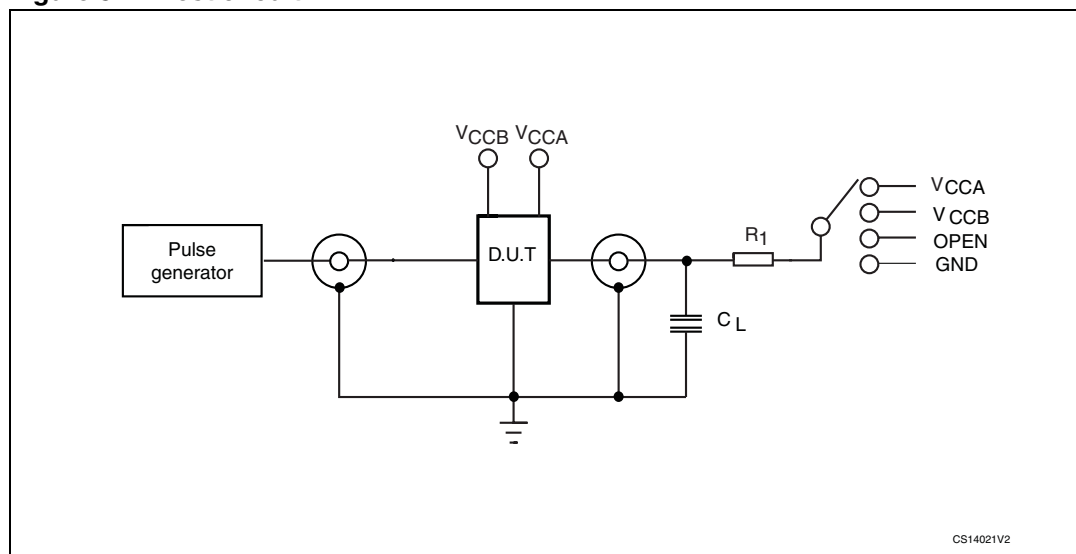 VCCB VCCA
Pulse
generator
D.U.T
R1
CL
VCCA
VCCB
OPEN
GND
CS14021V2